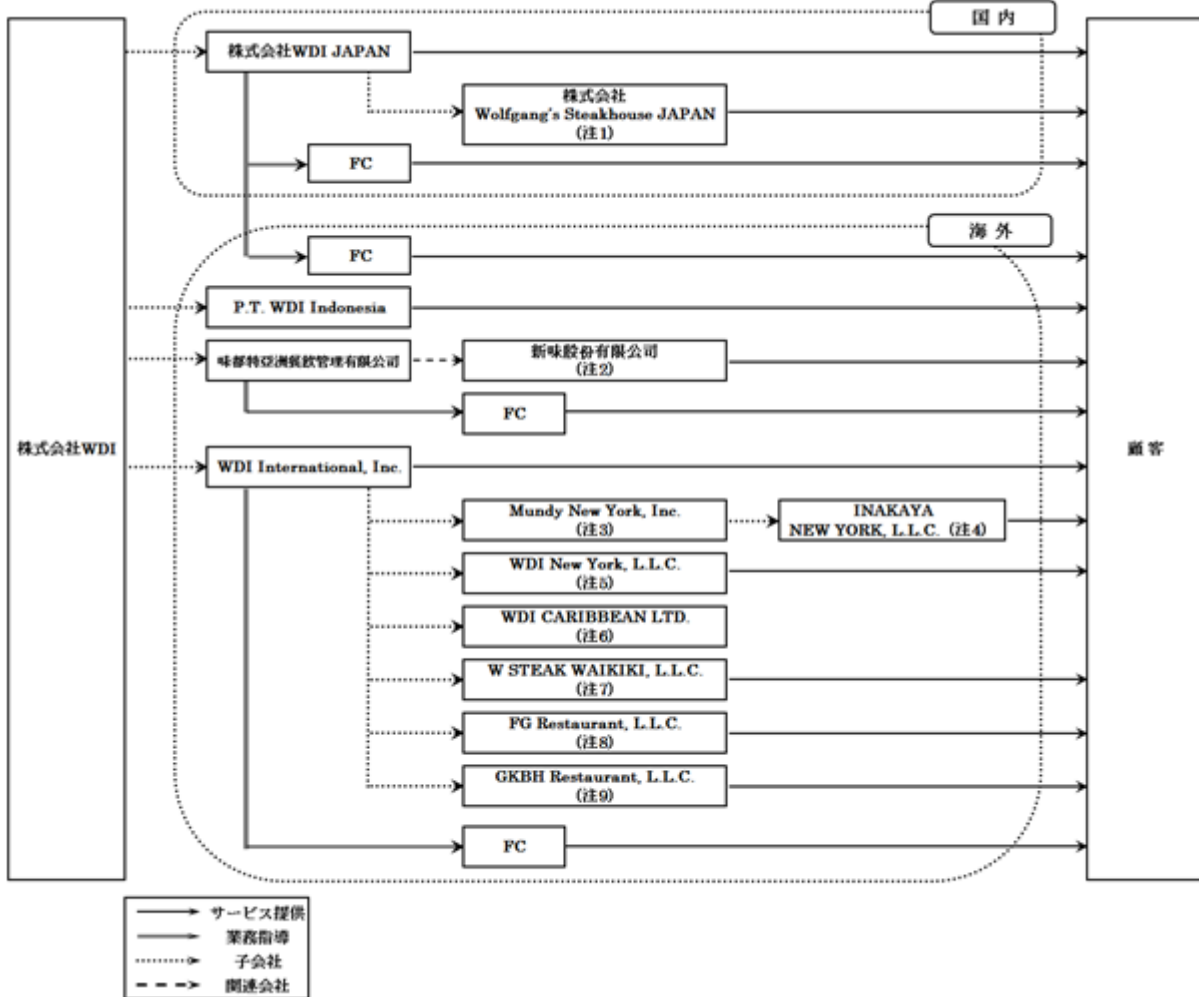 国内
株式会社WDI JAPAN
株式会社
Wolfgang's Steakhouse JAPAN
(注1)
FC
海外
FC
P.T. WDI Indonesia
味都特亞洲餐飲管理有限公司
新味股份有限公司
(注2)
FC
株式会社WDI
顧客
WDI International, Inc.
Mundy New York, Inc.
(注3)
INAKAYA
NEW YORK, L.L.C. (注4)
WDI New York, L.L.C.
(注5)
WDI CARIBBEAN LTD.
(注6)
W STEAK WAIKIKI, L.L.C.
(注7)
FG Restaurant, L.L.C.
(注8)
GKBH Restaurant, L.L.C.
(注9)
FC
サービス提供
業務指導
子会社
関連会社